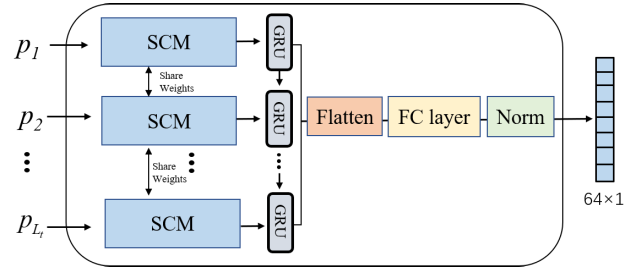 p1
SCM
GRU
Share
Weights
p2
SCM
GRU
Flatten
FC layer
Norm
Share
Weights
pLt
SCM
GRU
64×1